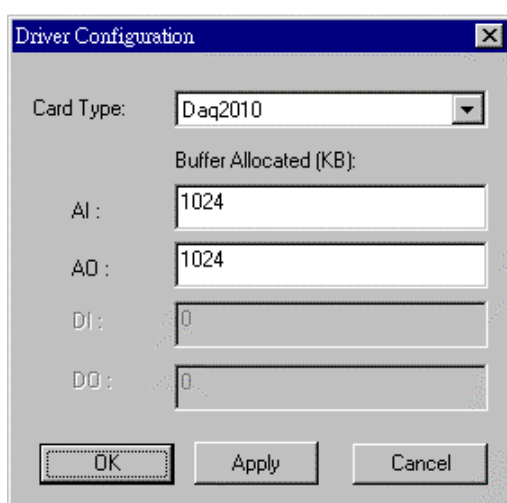 Driver Configuration
Card Type: Daq2010
Buffer Allocated (KB):
AI : 1024
AO : 1024
DI : 0
DO : 0
OK Apply Cancel